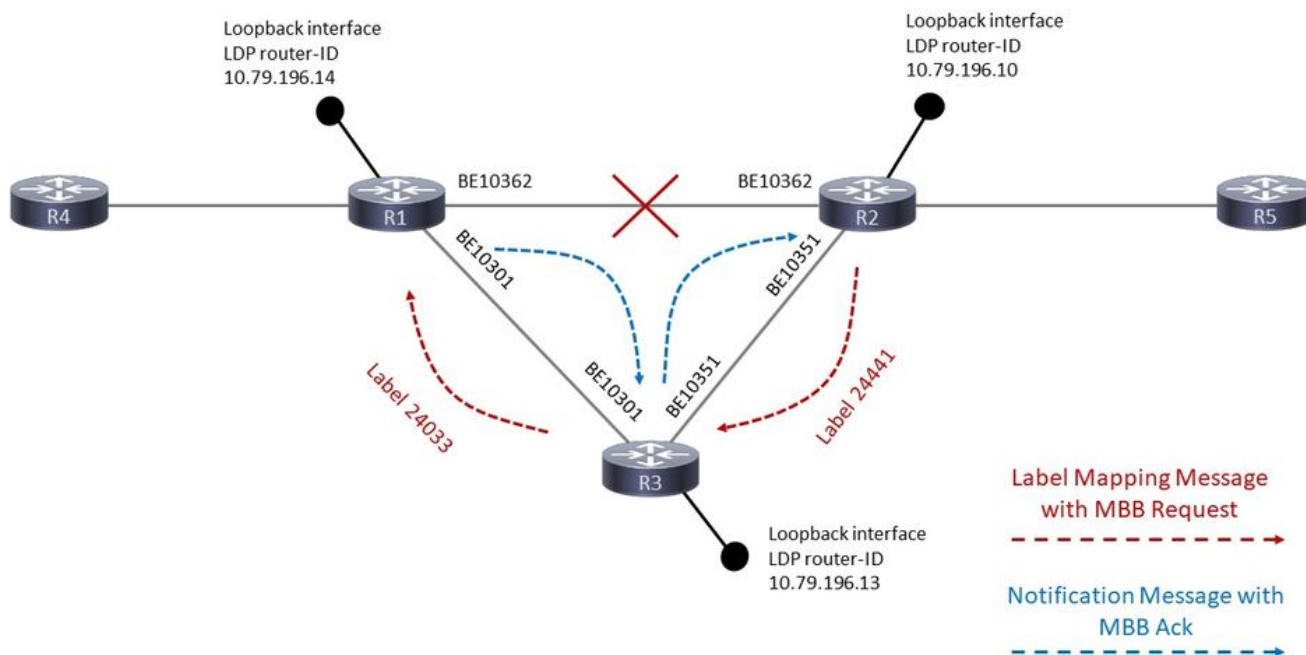 Loopback interface
LDP router-ID
10.79.196.14
Loopback interface
LDP router-ID
10.79.196.10
R4
R1
BE10362
BE10362
R2
R5
BE10301
BE10351
Label 24033
BE10301
BE10351
Label 24441
R3
Loopback interface
LDP router-ID
10.79.196.13
Label Mapping Message
with MBB Request
Notification Message with
MBB Ack